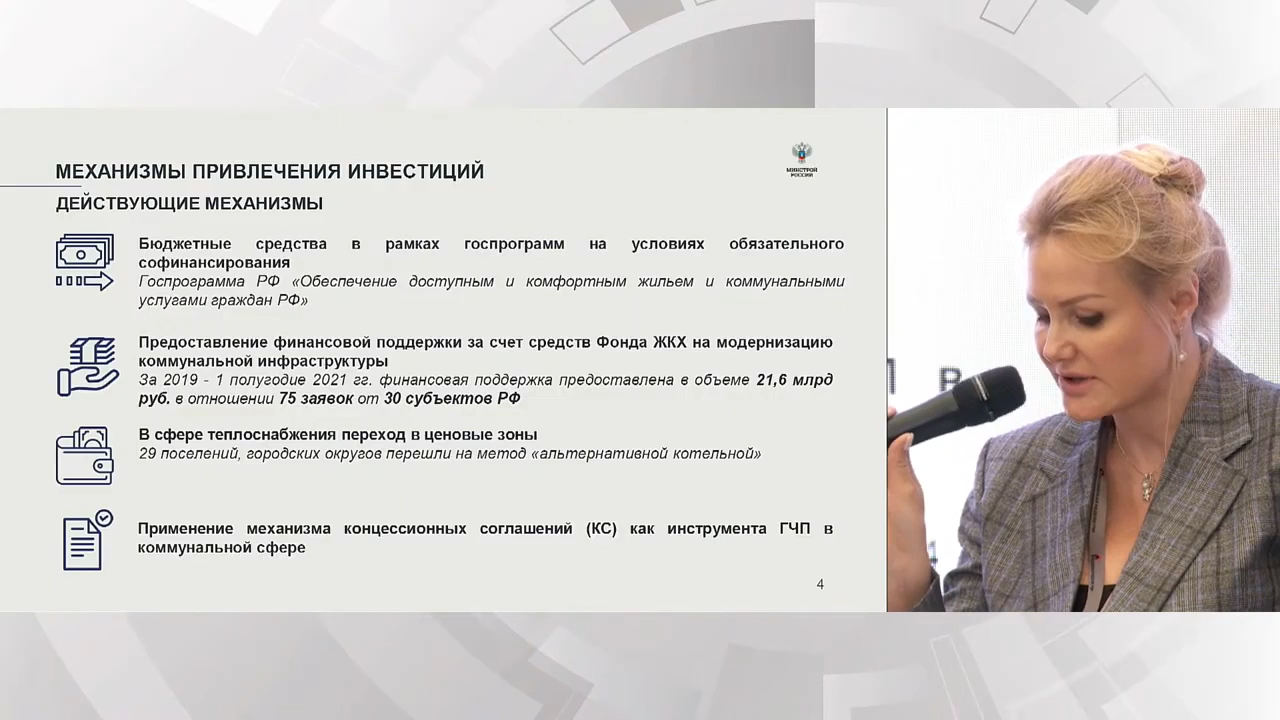 МЕХАНИЗМЫ ПРИВЛЕЧЕНИЯ ИНВЕСТИЦИЙ
МИНСТРОЙ
РОССИИ
ДЕЙСТВУЮЩИЕ МЕХАНИЗМЫ
Бюджетные средства в рамках госпрограмм на условиях обязательного
софинансирования
Госпрограмма РФ «Обеспечение доступным и комфортным жильем и коммунальными
услугами граждан РФ»
Предоставление финансовой поддержки за счет средств Фонда ЖКХ на модернизацию
коммунальной инфраструктуры
За 2019 - 1 полугодие 2021 гг. финансовая поддержка предоставлена в объеме 21,6 млрд
руб. в отношении 75 заявок от 30 субъектов РФ
В сфере теплоснабжения переход в ценовые зоны
29 поселений, городских округов перешли на метод «альтернативной котельной»
Применение механизма концессионных соглашений (КС) как инструмента ГЧП в
коммунальной сфере
4